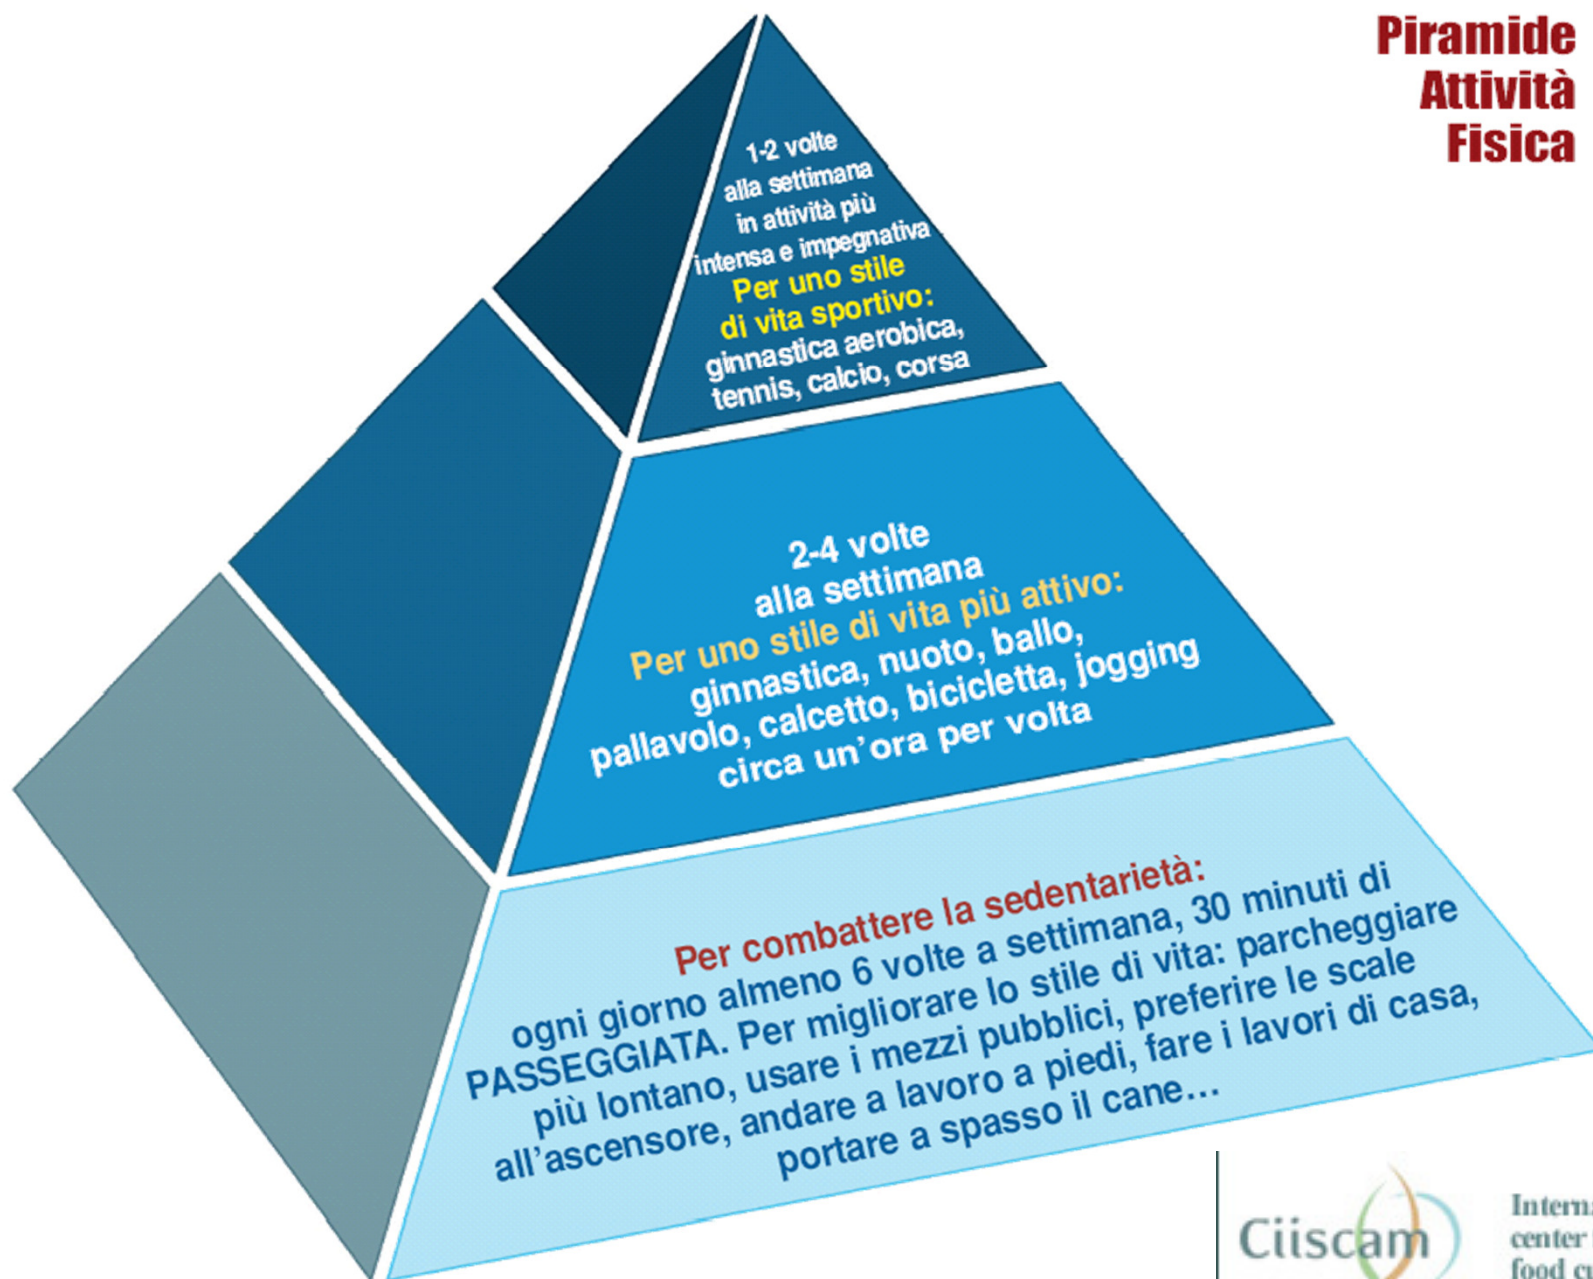 Piramide
Attività
Fisica
1-2 volte
alla settimana
in attività più
intensa e impegnativa
Per uno stile
di vita sportivo:
ginnastica aerobica,
tennis, calcio, corsa
2-4 volte
alla settimana
Per uno stile di vita più attivo:
ginnastica, nuoto, ballo,
pallavolo, calcetto, bicicletta, jogging
circa un'ora per volta
Per combattere la sedentarietà:
ogni giorno almeno 6 volte a settimana, 30 minuti di
PASSEGGIATA. Per migliorare lo stile di vita: parcheggiare
più lontano, usare i mezzi pubblici, preferire le scale
all'ascensore, andare a lavoro a piedi, fare i lavori di casa,
portare a spasso il cane...
Ciiscam
center
food